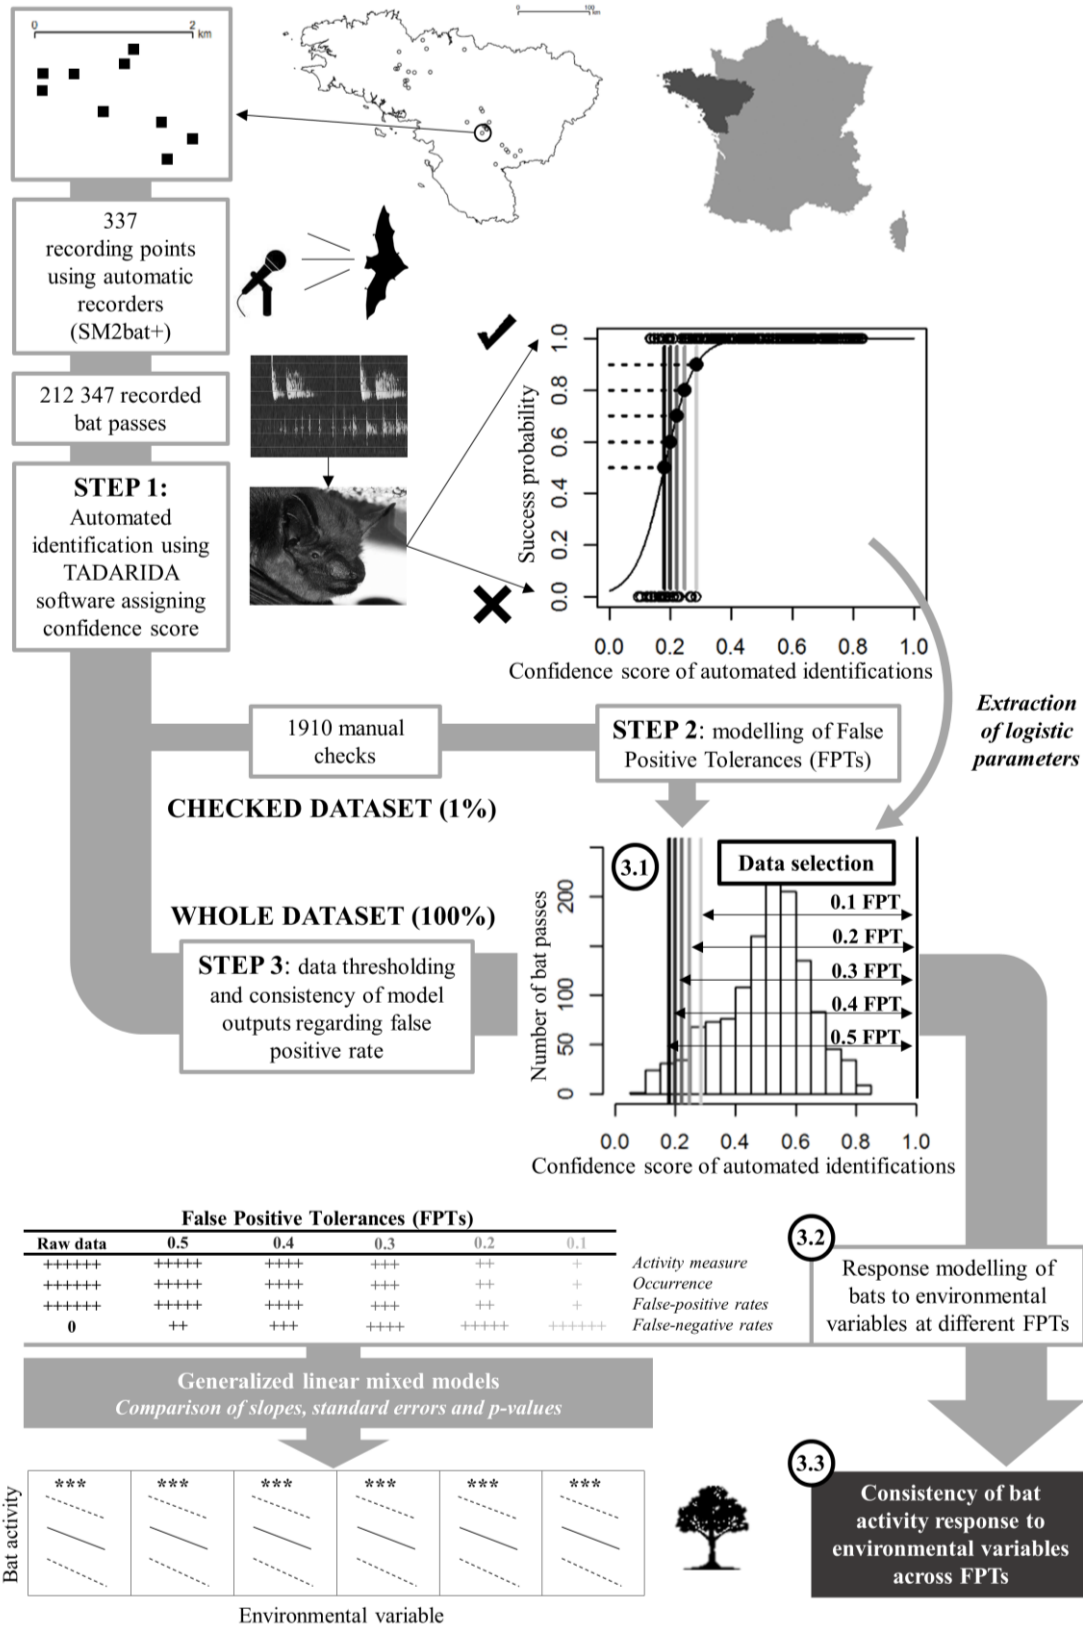 0
2
km
100
km
337
recording points
using automatic
recorders
(SM2bat+)
212 347 recorded
bat passes
STEP 1:
Automated
identification using
TADARIDA
software assigning
confidence score
Success probability
1.0
0.8
0.6
0.4
0.2
0.0
0.0 0.2 0.4 0.6 0.8 1.0
Confidence score of automated identifications
Extraction
of logistic
parameters
1910 manual
checks
STEP 2: modelling of False
Positive Tolerances (FPTs)
CHECKED DATASET (1%)
WHOLE DATASET (100%)
STEP 3: data thresholding
and consistency of model
outputs regarding false
positive rate
3.1
Data selection
0.1 FPT
0.2 FPT
0.3 FPT
0.4 FPT
0.5 FPT
Number of bat passes
200
100
50
0
0.0 0.2 0.4 0.6 0.8 1.0
Confidence score of automated identifications
False Positive Tolerances (FPTs)
Raw data 0.5 0.4 0.3 0.2 0.1
++++++ +++++ ++++ +++ ++ + Activity measure
++++++ +++++ ++++ +++ ++ + Occurrence
++++++ +++++ ++++ +++ ++ + False-positive rates
0 ++ +++ ++++ +++++ ++++++ False-negative rates
3.2
Response modelling of
bats to environmental
variables at different FPTs
Generalized linear mixed models
Comparison of slopes, standard errors and p-values
*** *** *** *** *** ***
Bat activity
Environmental variable
3.3
Consistency of bat
activity response to
environmental variables
across FPTs